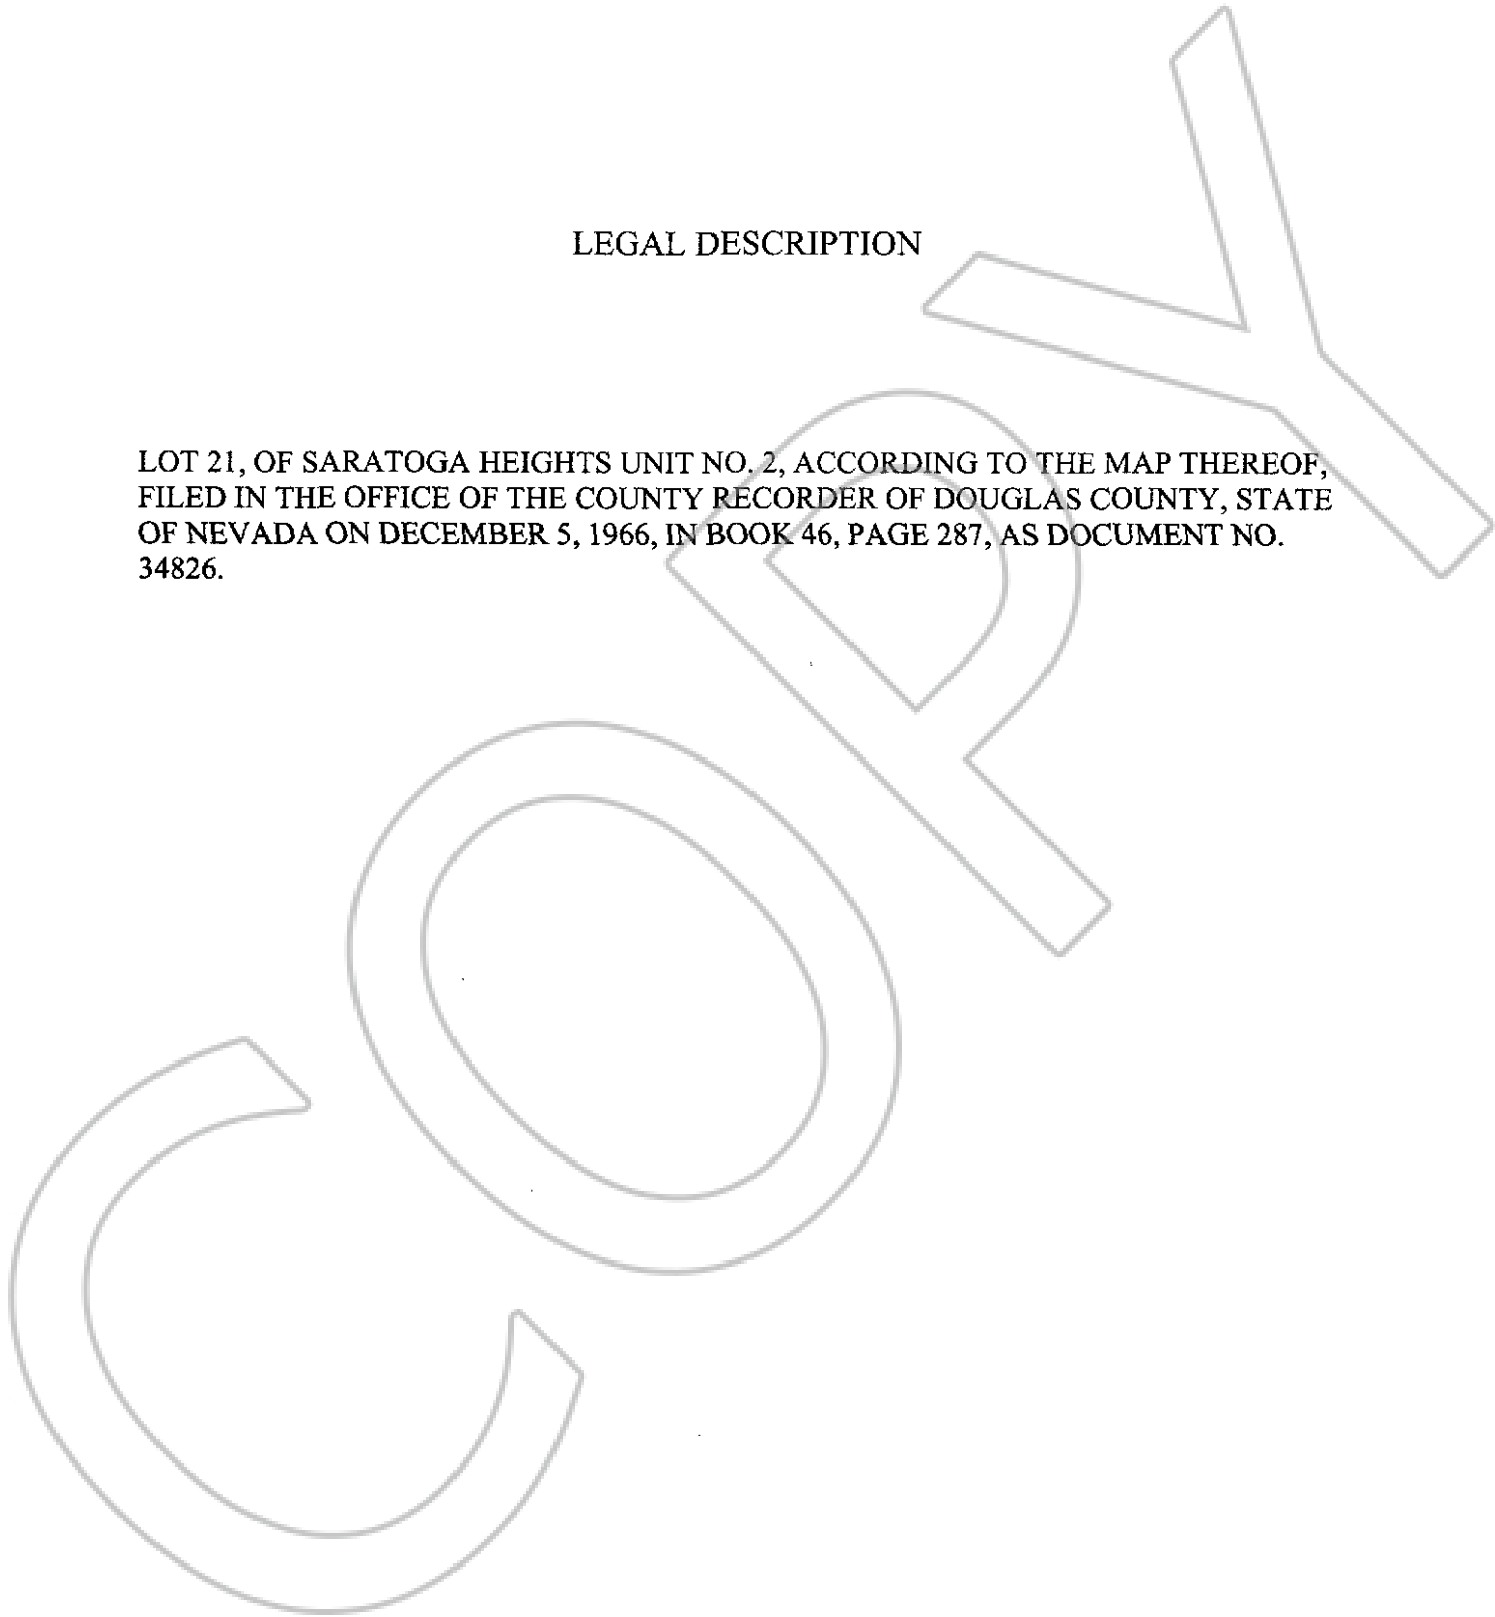 LEGAL DESCRIPTION
LOT 21, OF SARATOGA HEIGHTS UNIT NO. 2, ACCORDING TO THE MAP THEREOF,
FILED IN THE OFFICE OF THE COUNTY RECORDER OF DOUGLAS COUNTY, STATE
OF NEVADA ON DECEMBER 5, 1966, IN BOOK 46, PAGE 287, AS DOCUMENT NO.
34826.
COPY